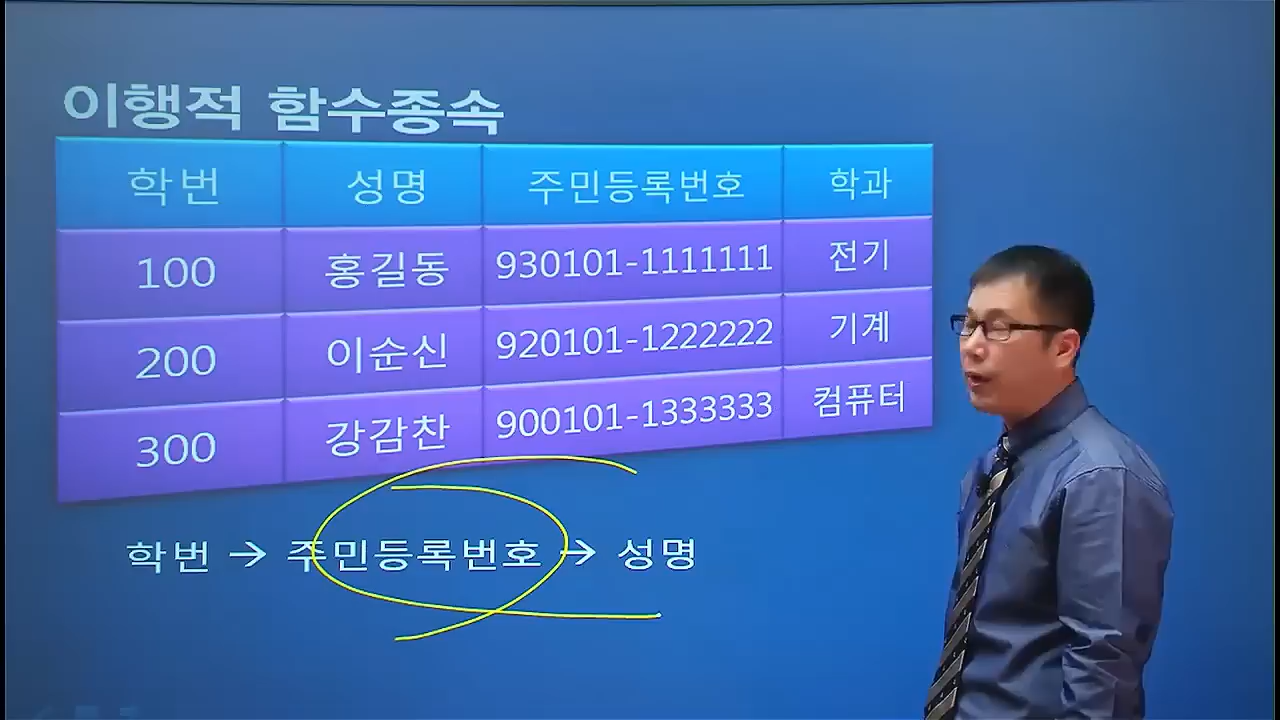 이행적 함수종속
학번 성명 주민등록번호 학과
100 홍길동 930101-1111111 전기
200 이순신 920101-1222222 기계
300 강감찬 900101-1333333 컴퓨터
학번 → 주민등록번호 → 성명